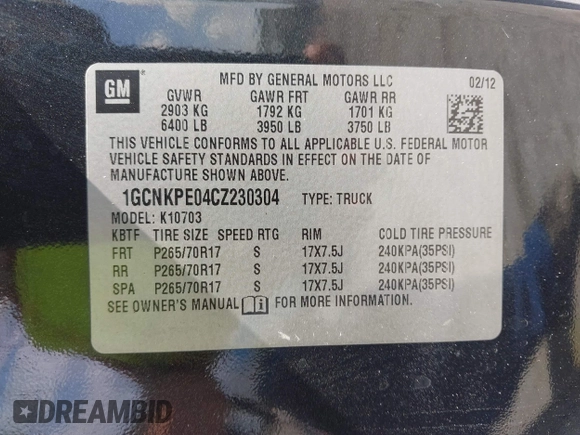 GM
MFD BY GENERAL MOTORS LLC 02/12
GVWR GAWR FRT GAWR RR
2903 KG 1792 KG 1701 KG
6400 LB 3950 LB 3750 LB
THIS VEHICLE CONFORMS TO ALL APPLICABLE U.S. FEDERAL MOTOR
VEHICLE SAFETY STANDARDS IN EFFECT ON THE DATE OF
MANUFACTURE SHOWN ABOVE.
1GCNKPE04CZ230304 TYPE: TRUCK
MODEL: K10703
KBTF TIRE SIZE SPEED RTG RIM COLD TIRE PRESSURE
FRT P265/70R17 S 17X7.5J 240KPA(35PSI)
RR P265/70R17 S 17X7.5J 240KPA(35PSI)
SPA P265/70R17 S 17X7.5J 240KPA(35PSI)
SEE OWNER'S MANUAL FOR MORE INFORMATION.
DREAMBID